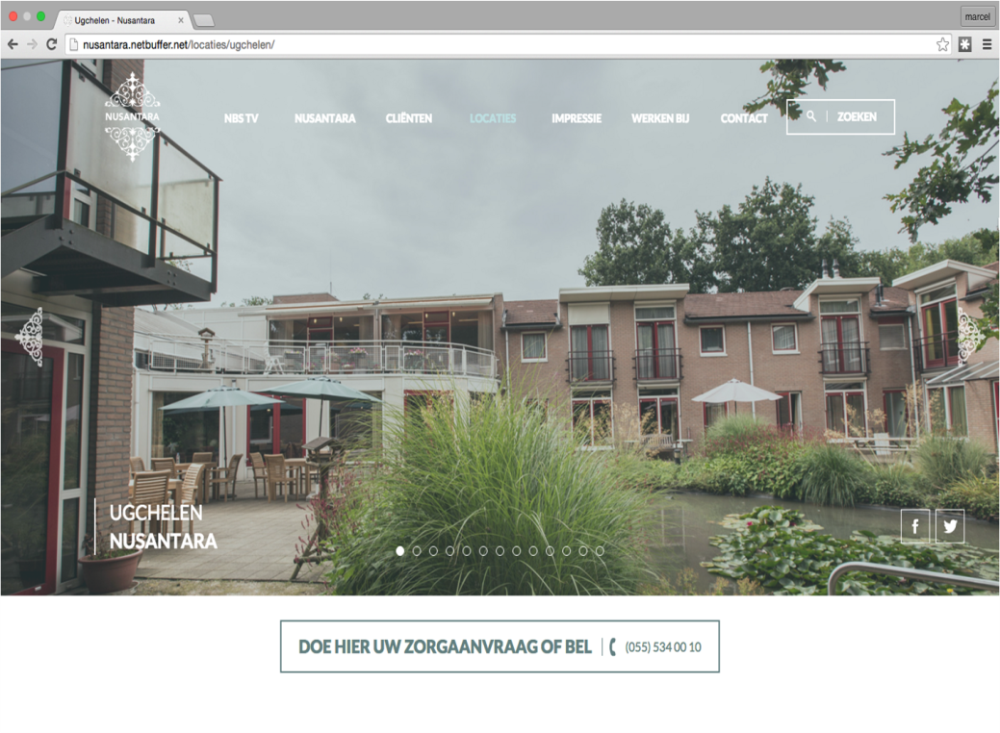 Ugchelen - Nusantara
marcel
nusantara.netbuffer.net/locaties/ugchelen/
NUSANTARA
NBS TV NUSANTARA CLIËNTEN LOCATIES IMPRESSIE WERKEN BIJ CONTACT ZOEKEN
UGCHELEN
NUSANTARA
DOE HIER UW ZORGAANVRAAG OF BEL (055) 534 00 10